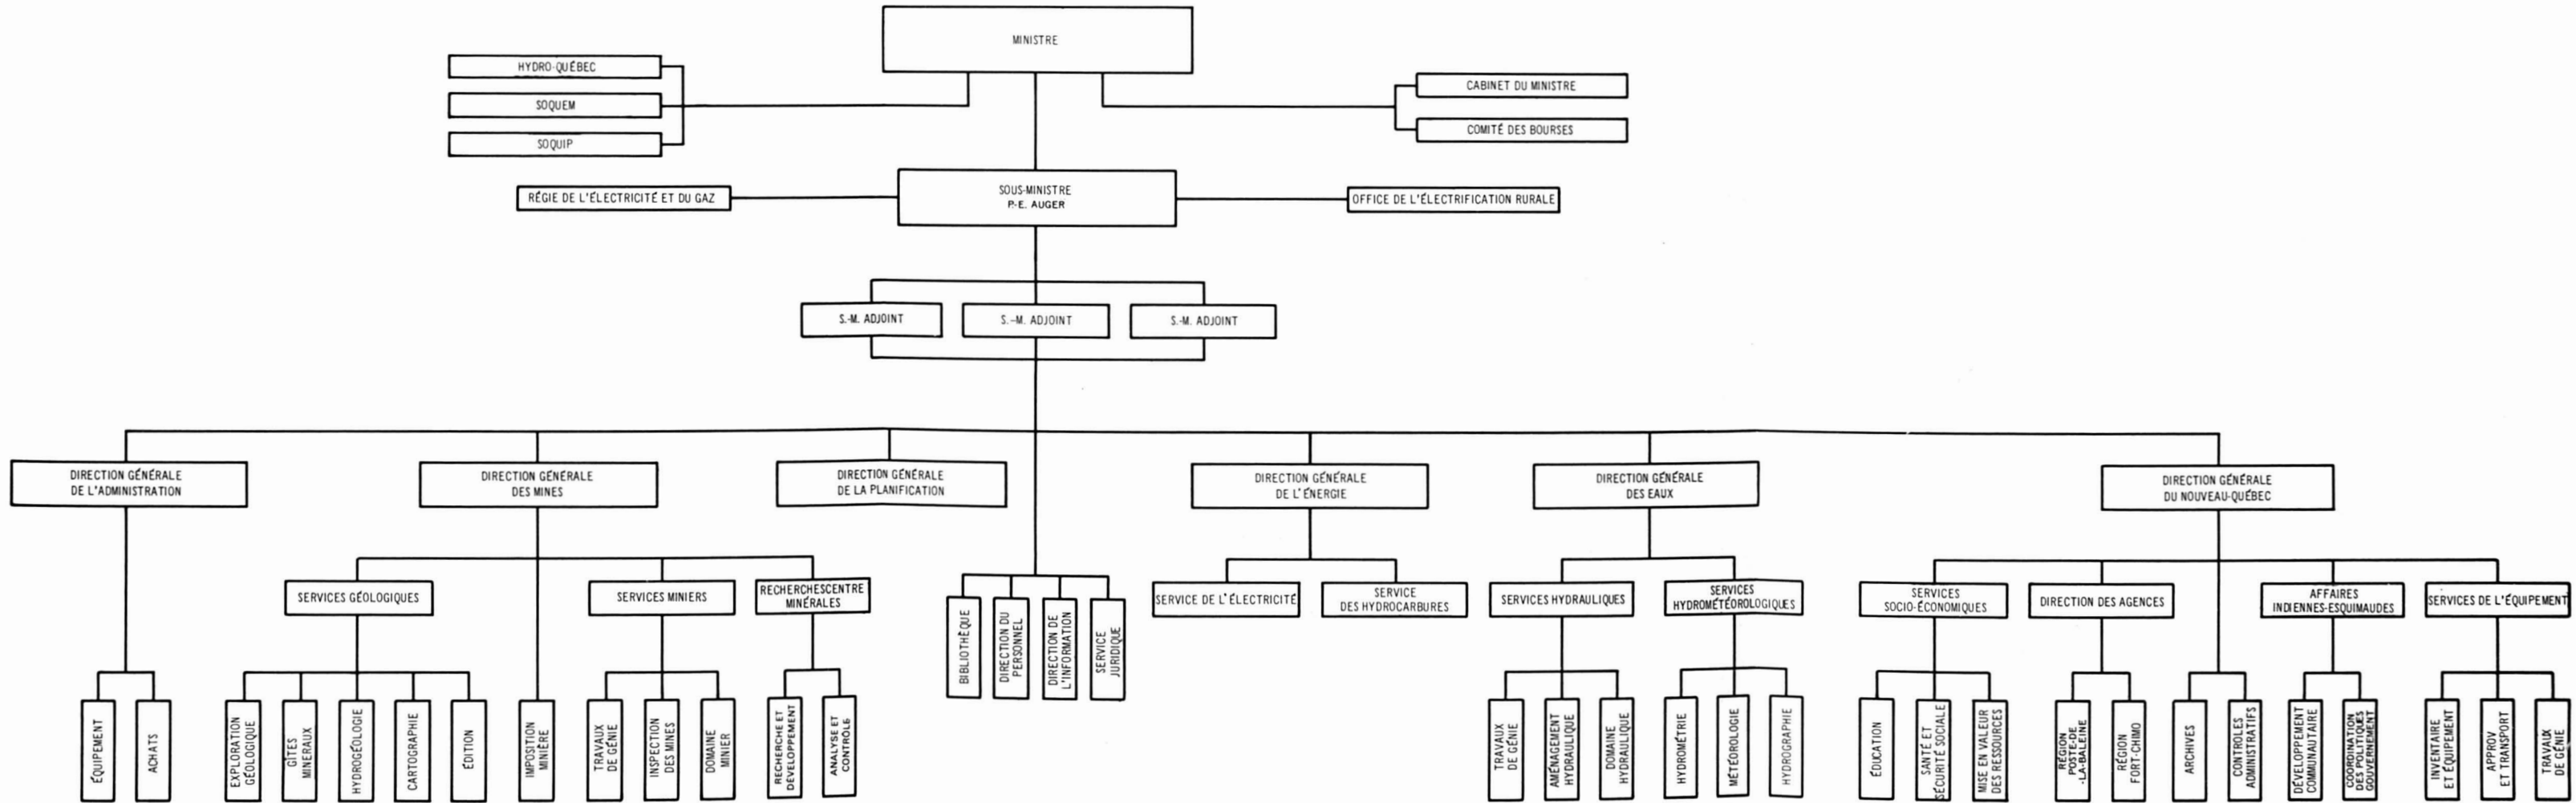 MINISTRE
HYDRO-QUÉBEC
SOQUEM
SOQUIP
CABINET DU MINISTRE
COMITÉ DES BOURSES
RÉGIE DE L'ÉLECTRICITÉ ET DU GAZ
SOUS-MINISTRE
P.-E. AUGER
OFFICE DE L'ÉLECTRIFICATION RURALE
S.-M. ADJOINT
S.-M. ADJOINT
S.-M. ADJOINT
DIRECTION GÉNÉRALE
DE L'ADMINISTRATION
DIRECTION GÉNÉRALE
DES MINES
DIRECTION GÉNÉRALE
DE LA PLANIFICATION
DIRECTION GÉNÉRALE
DE L'ÉNERGIE
DIRECTION GÉNÉRALE
DES EAUX
DIRECTION GÉNÉRALE
DU NOUVEAU-QUÉBEC
SERVICES GÉOLOGIQUES
SERVICES MINIERS
RECHERCHESCENTRE
MINÉRALES
SERVICE DE L'ÉLECTRICITÉ
SERVICE
DES HYDROCARBURES
SERVICES HYDRAULIQUES
SERVICES
HYDROMÉTÉOROLOGIQUES
SERVICES
SOCIO-ÉCONOMIQUES
DIRECTION DES AGENCES
AFFAIRES
INDIENNES-ESQUIMAUDES
SERVICES DE L'ÉQUIPEMENT
BIBLIOTHÈQUE
DIRECTION DU
PERSONNEL
DIRECTION DE
L'INFORMATION
SERVICE
JURIDIQUE
ÉQUIPEMENT
ACHATS
EXPLORATION
GÉOLOGIQUE
GÎTES
MINERAUX
HYDROGÉOLOGIE
CARTOGRAPHIE
ÉDITION
IMPOSITION
MINIÈRE
TRAVAUX
DE GÉNIE
INSPECTION
DES MINES
DOMAINE
MINIER
RECHERCHE ET
DÉVELOPPEMENT
ANALYSE ET
CONTRÔLE
TRAVAUX
DE GÉNIE
AMÉNAGEMENT
HYDRAULIQUE
DOMAINE
HYDRAULIQUE
HYDROMÉTRIE
MÉTÉOROLOGIE
HYDROGRAPHIE
ÉDUCATION
SANTÉ ET
SÉCURITÉ SOCIALE
MISE EN VALEUR
DES RESSOURCES
RÉGION
POSTE-DE
-LA-BALEINE
RÉGION
FORT-CHIMO
ARCHIVES
CONTROLES
ADMINISTRATIFS
DÉVELOPPEMENT
COMMUNAUTAIRE
COORDINATION
DES POLITIQUES
GOUVERNEMENT
INVENTAIRE
ET ÉQUIPEMENT
APPROV
ET TRANSPORT
TRAVAUX
DE GÉNIE